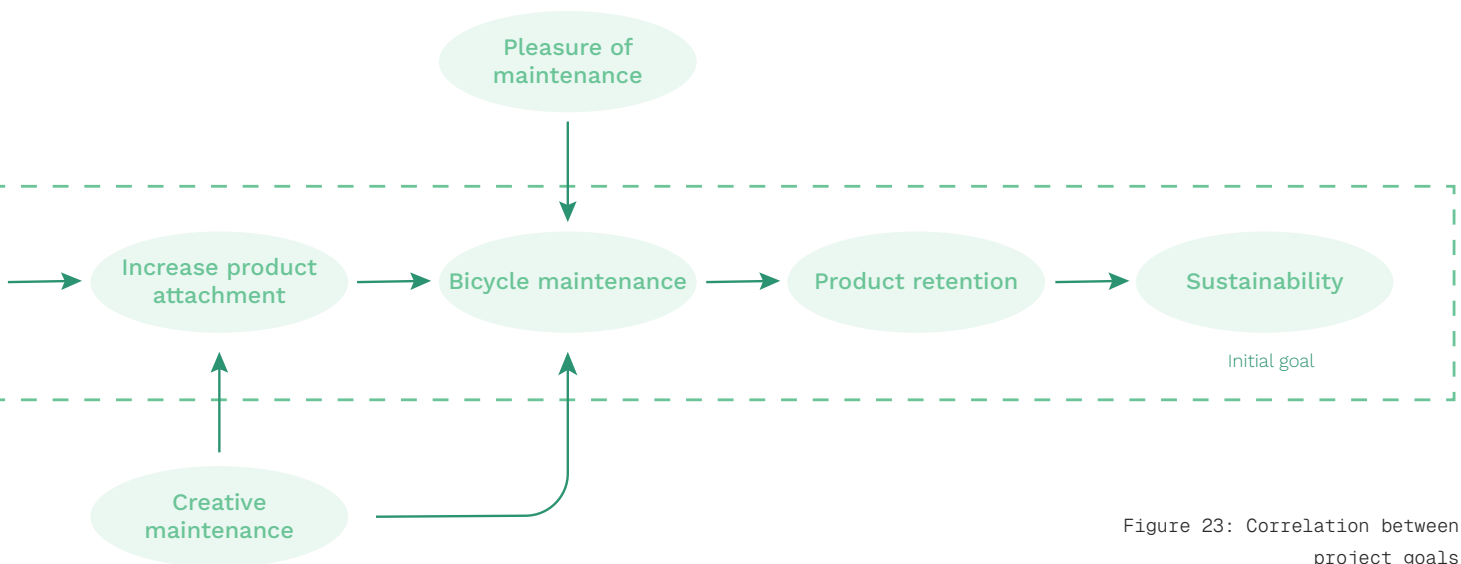 Pleasure of
maintenance
Increase product
attachment
Bicycle maintenance
Product retention
Sustainability
Initial goal
Creative
maintenance
Figure 23: Correlation between
project goals